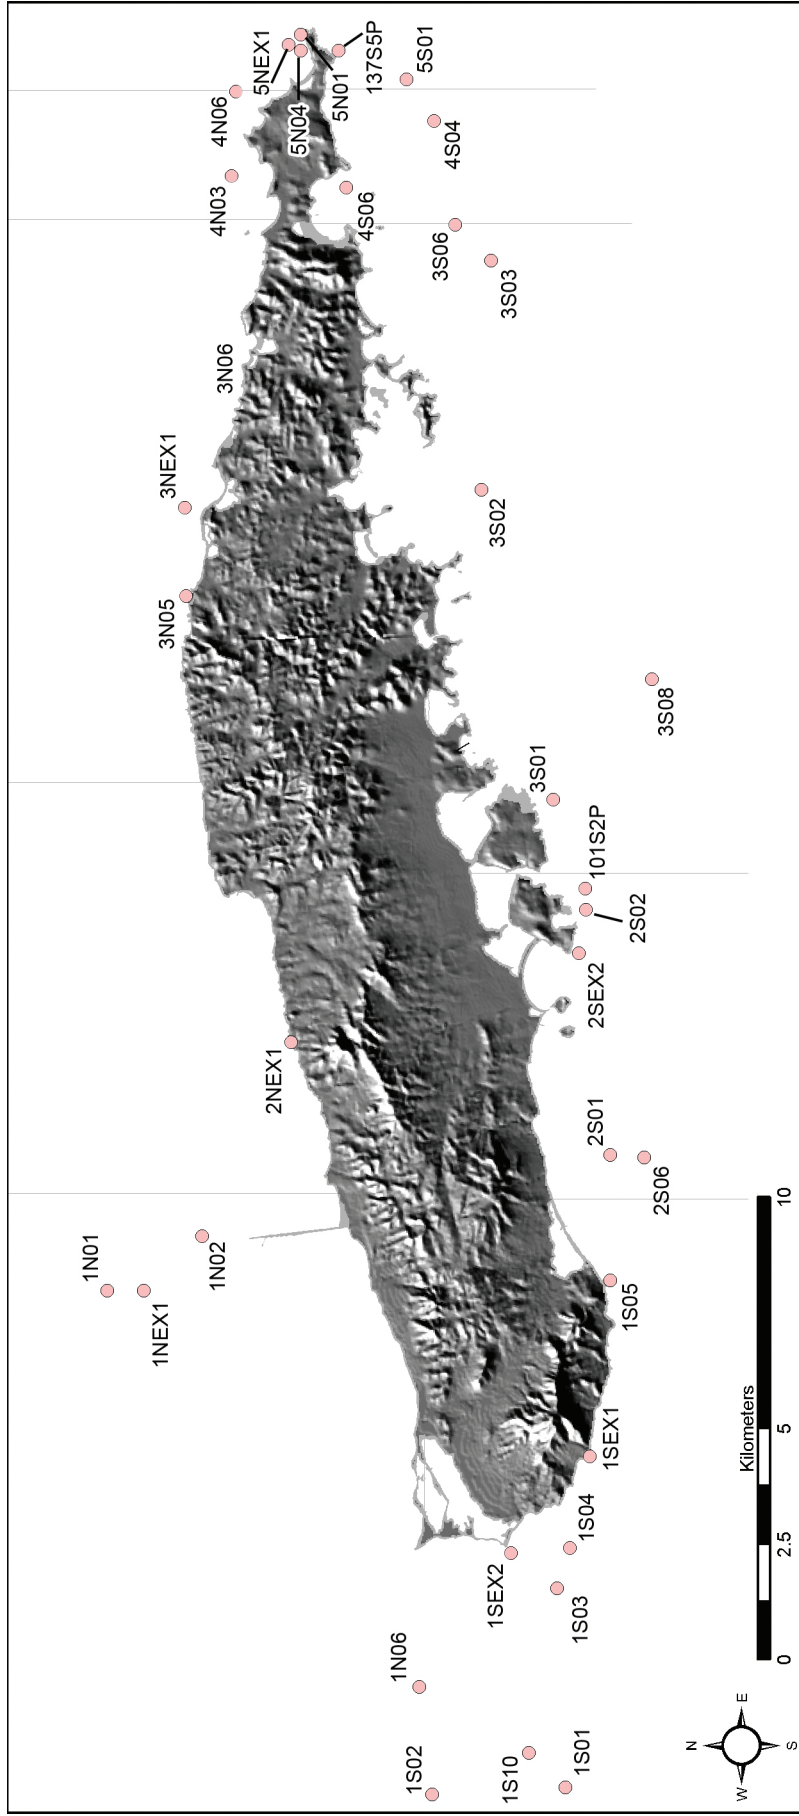 1N01
1NEX1
1N02
3N05
3NEX1
3N06
4N03
4N06
5NEX1
5N04
5N01
137S5P
5S01
4S04
4S06
3S06
3S03
2NEX1
3S02
1N06
1S02
1SEX2
1S04
1S03
1SEX1
1S10
1S01
1S05
2S01
2S06
2SEX2
2S02
101S2P
3S01
3S08
N
W
E
S
Kilometers
0
2.5
5
10